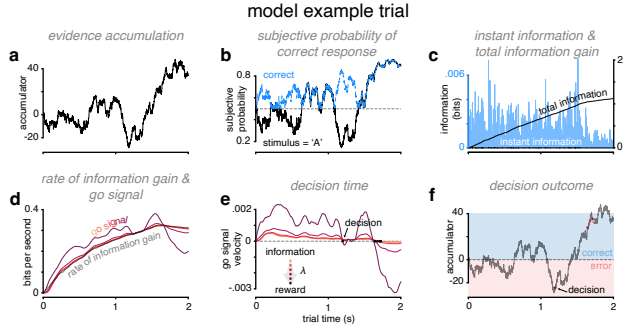 model example trial
evidence accumulation
subjective probability of
correct response
instant information &
total information gain
a
b
c
accumulator
40
20
0
-20
subjective
probability
0.8
0.2
correct
stimulus = 'A'
information
(bits)
.006
0
2
0
total information
instant information
rate of information gain &
go signal
decision time
decision outcome
d
e
f
bits per second
0.4
0.2
0
go signal
rate of information gain
0
1
2
go signal
velocity
.002
0
-.003
decision
information
λ
reward
0
1
2
trial time (s)
accumulator
40
20
0
-20
correct
error
decision
0
1
2